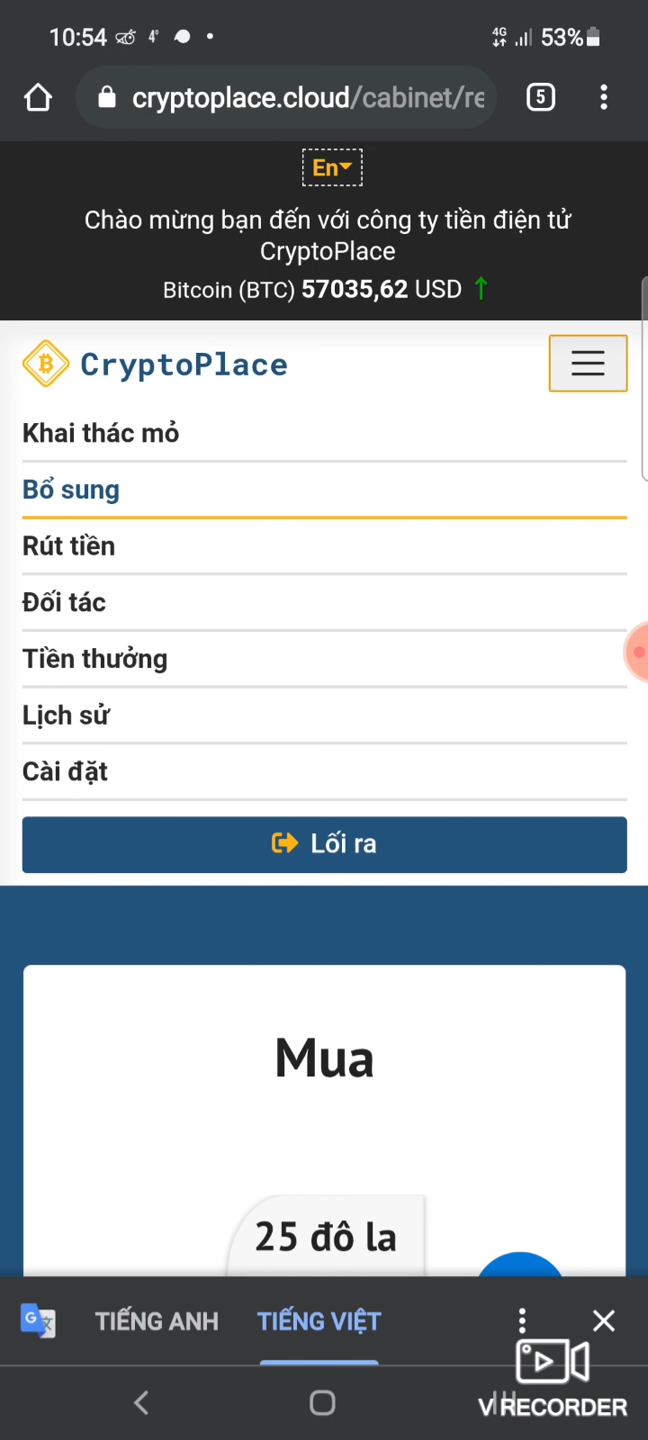 10:54 4° 4G 53%
cryptoplace.cloud/cabinet/re 5
En
Chào mừng bạn đến với công ty tiền điện tử
CryptoPlace
Bitcoin (BTC) 57035,62 USD ↑
CryptoPlace
Khai thác mỏ
Bổ sung
Rút tiền
Đối tác
Tiền thưởng
Lịch sử
Cài đặt
Lối ra
Mua
25 đô la
TIẾNG ANH TIẾNG VIỆT
V RECORDER